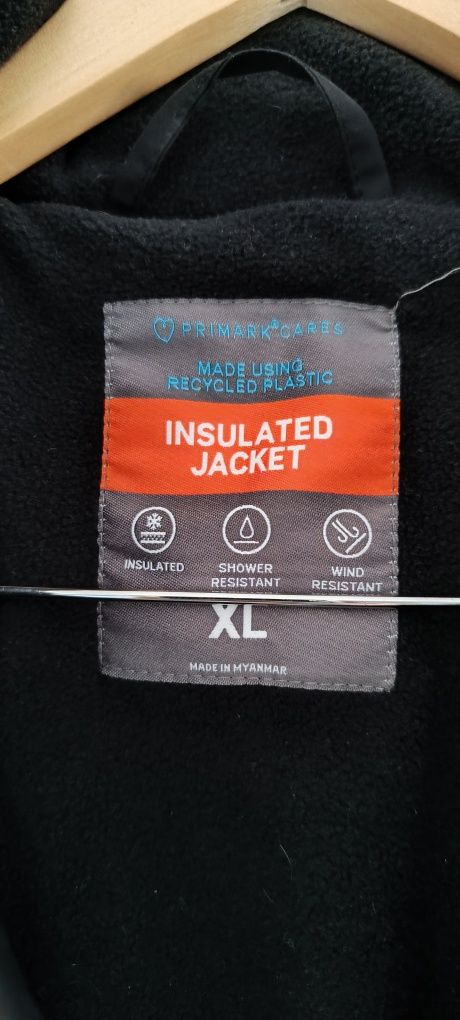 PRIMARK® CARES
MADE USING
RECYCLED PLASTIC
INSULATED
JACKET
INSULATED
SHOWER
RESISTANT
WIND
RESISTANT
XL
MADE IN MYANMAR